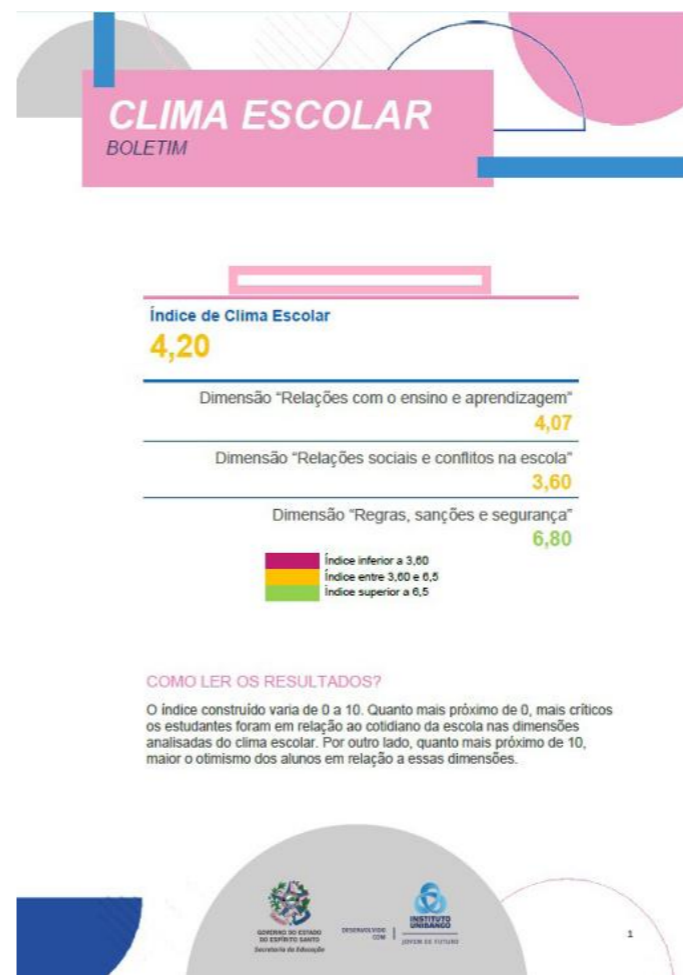 CLIMA ESCOLAR
BOLETIM
Índice de Clima Escolar
4,20
Dimensão “Relações com o ensino e aprendizagem”
4,07
Dimensão “Relações sociais e conflitos na escola”
3,60
Dimensão “Regras, sanções e segurança”
6,80
Índice inferior a 3,60
Índice entre 3,60 e 6,5
Índice superior a 6,5
COMO LER OS RESULTADOS?
O índice construído varia de 0 a 10. Quanto mais próximo de 0, mais críticos
os estudantes foram em relação ao cotidiano da escola nas dimensões
analisadas do clima escolar. Por outro lado, quanto mais próximo de 10,
maior o otimismo dos alunos em relação a essas dimensões.
GOVERNO DO ESTADO
DO ESPÍRITO SANTO
Secretaria da Educação
DESENVOLVIDO
COM
INSTITUTO
UNIBANCO
JOVEM DE FUTURO
1